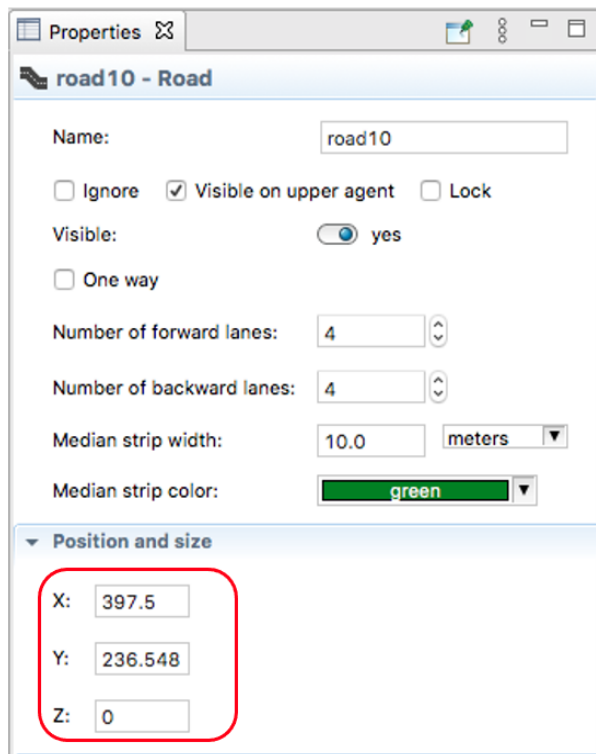 Properties
road10 - Road
Name: road10
Ignore Visible on upper agent Lock
Visible: yes
One way
Number of forward lanes: 4
Number of backward lanes: 4
Median strip width: 10.0 meters
Median strip color: green
Position and size
X: 397.5
Y: 236.548
Z: 0